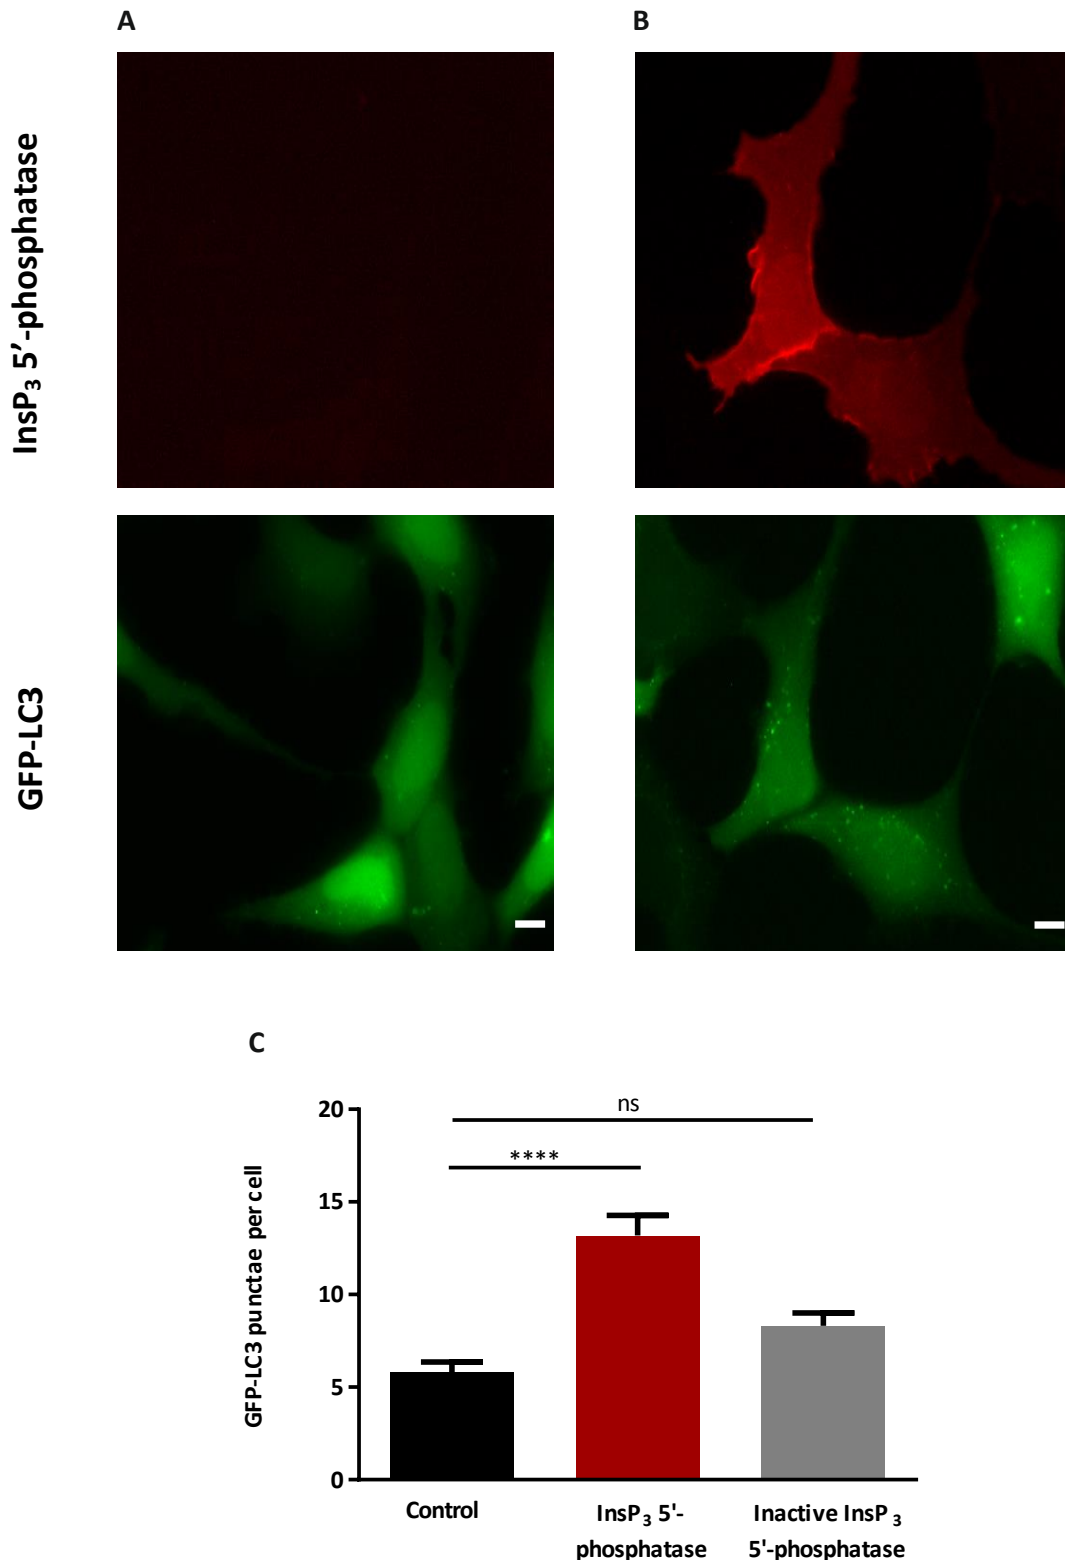 A
B
InsP₃ 5’-phosphatase
GFP-LC3
C
GFP-LC3 punctae per cell
20
15
10
5
0
ns
****
Control
InsP₃ 5'-
phosphatase
Inactive InsP₃
5'-phosphatase